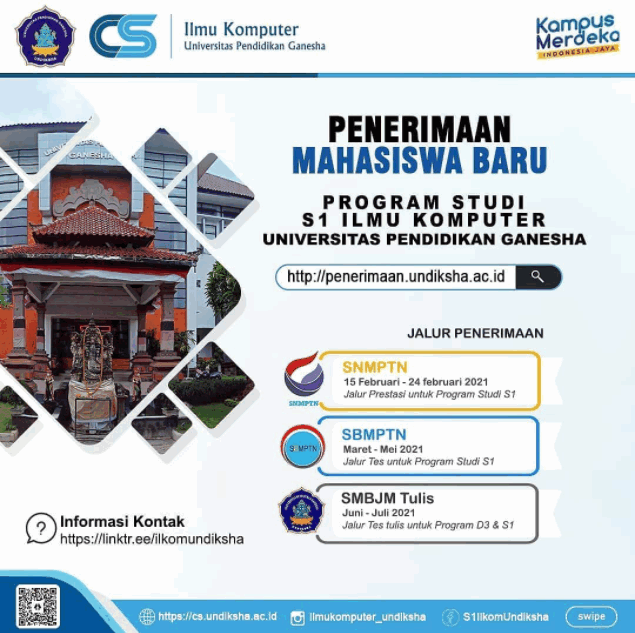 CS
Ilmu Komputer
Universitas Pendidikan Ganesha
Kampus
Merdeka
INDONESIA JAYA
PENERIMAAN
MAHASISWA BARU
PROGRAM STUDI
S1 ILMU KOMPUTER
UNIVERSITAS PENDIDIKAN GANESHA
http://penerimaan.undiksha.ac.id
JALUR PENERIMAAN
SNMPTN
SNMPTN
15 Februari - 24 februari 2021
Jalur Prestasi untuk Program Studi S1
SBMPTN
Maret - Mei 2021
Jalur Tes untuk Program Studi S1
SMBJM Tulis
Juni - Juli 2021
Jalur Tes tulis untuk Program D3 & S1
?
Informasi Kontak
https://linktr.ee/ilkomundiksha
https://cs.undiksha.ac.id
Ilmukomputer_undiksha
S1IlkomUndiksha
swipe